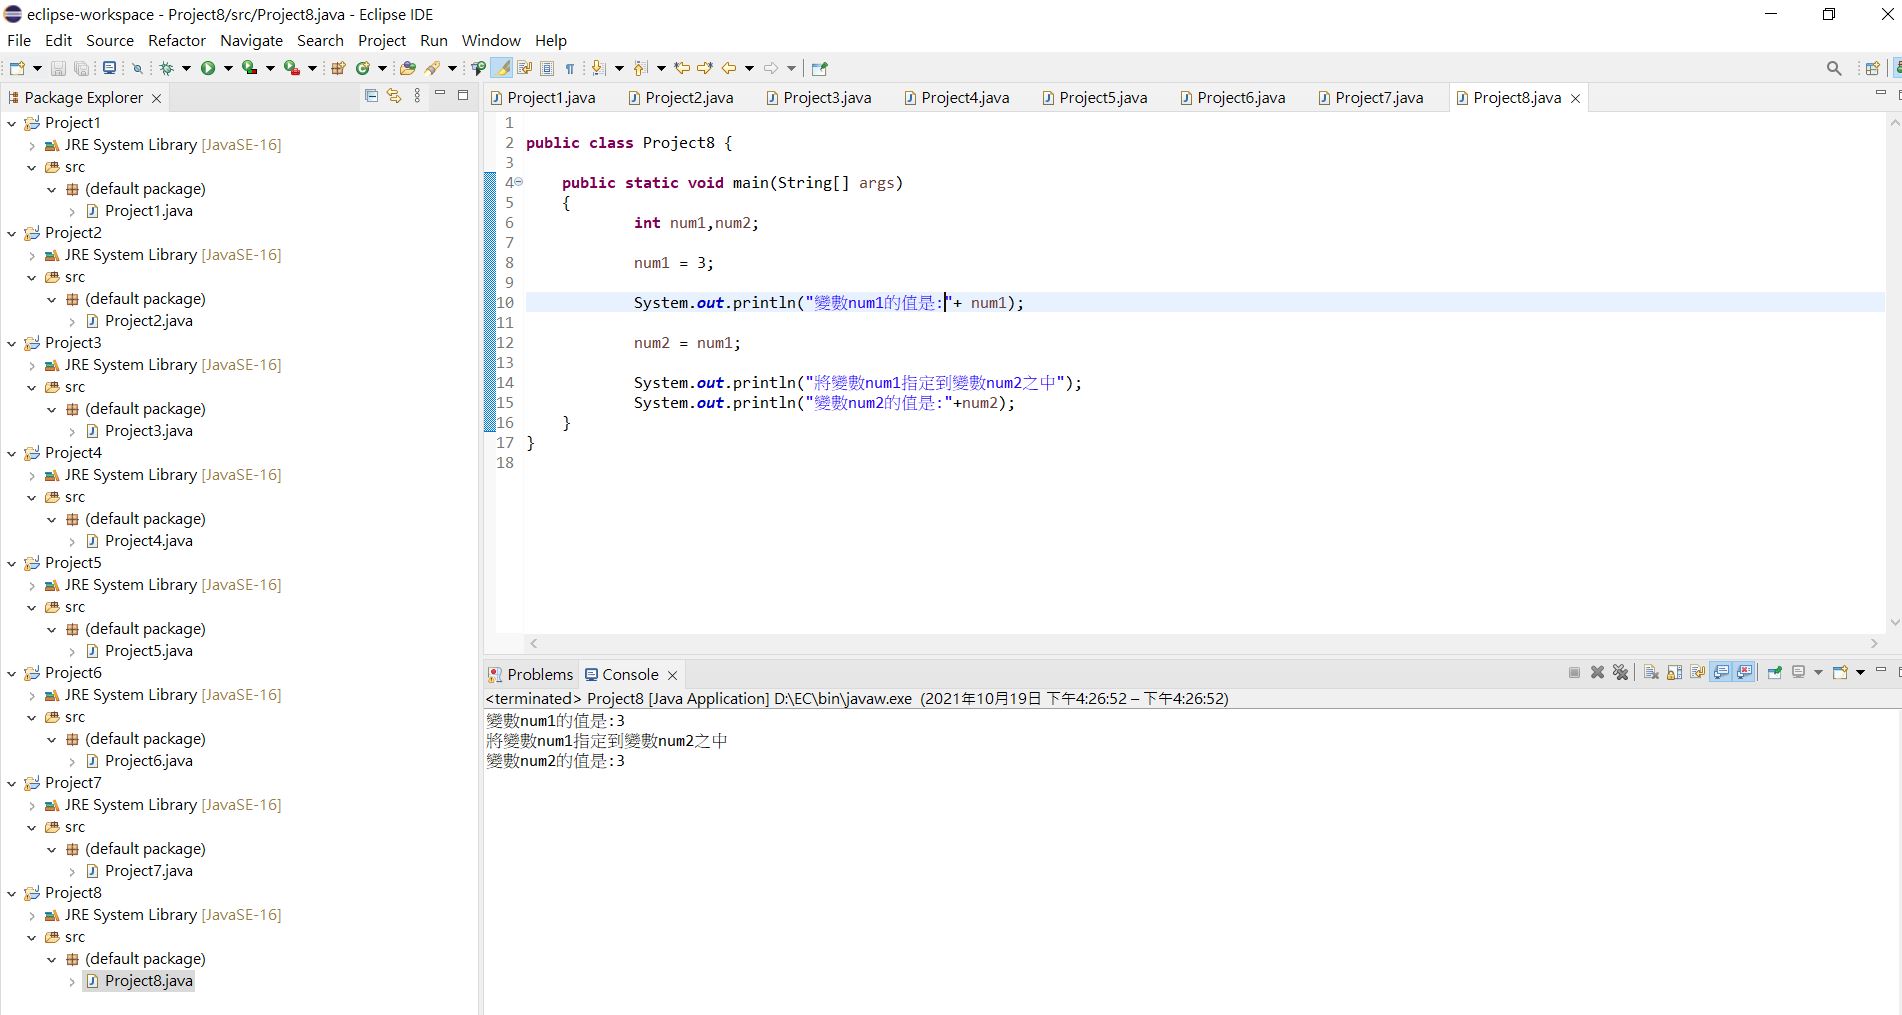 eclipse-workspace - Project8/src/Project8.java - Eclipse IDE
File Edit Source Refactor Navigate Search Project Run Window Help
Package Explorer
Project1
JRE System Library [JavaSE-16]
src
(default package)
Project1.java
Project2
JRE System Library [JavaSE-16]
src
(default package)
Project2.java
Project3
JRE System Library [JavaSE-16]
src
(default package)
Project3.java
Project4
JRE System Library [JavaSE-16]
src
(default package)
Project4.java
Project5
JRE System Library [JavaSE-16]
src
(default package)
Project5.java
Project6
JRE System Library [JavaSE-16]
src
(default package)
Project6.java
Project7
JRE System Library [JavaSE-16]
src
(default package)
Project7.java
Project8
JRE System Library [JavaSE-16]
src
(default package)
Project8.java
Project1.java Project2.java Project3.java Project4.java Project5.java Project6.java Project7.java Project8.java
1
2 public class Project8 {
3
4 public static void main(String[] args)
5 {
6 int num1,num2;
7
8 num1 = 3;
9
10 System.out.println("變數num1的值是:"+ num1);
11
12 num2 = num1;
13
14 System.out.println("將變數num1指定到變數num2之中");
15 System.out.println("變數num2的值是:"+num2);
16 }
17 }
18
Problems Console
<terminated> Project8 [Java Application] D:\EC\bin\javaw.exe (2021年10月19日 下午4:26:52 – 下午4:26:52)
變數num1的值是:3
將變數num1指定到變數num2之中
變數num2的值是:3